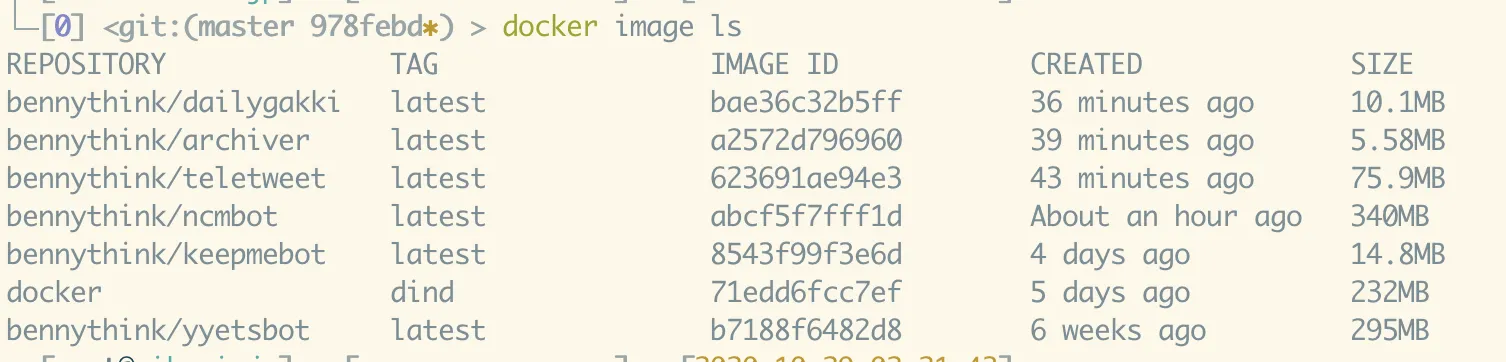 [0] <git:(master 978febd*) > docker image ls
REPOSITORY TAG IMAGE ID CREATED SIZE
bennythink/dailygakki latest bae36c32b5ff 36 minutes ago 10.1MB
bennythink/archiver latest a2572d796960 39 minutes ago 5.58MB
bennythink/teletweet latest 623691ae94e3 43 minutes ago 75.9MB
bennythink/ncmbot latest abcf5f7fff1d About an hour ago 340MB
bennythink/keepmebot latest 8543f99f3e6d 4 days ago 14.8MB
docker dind 71edd6fcc7ef 5 days ago 232MB
bennythink/yyetsbot latest b7188f6482d8 6 weeks ago 295MB